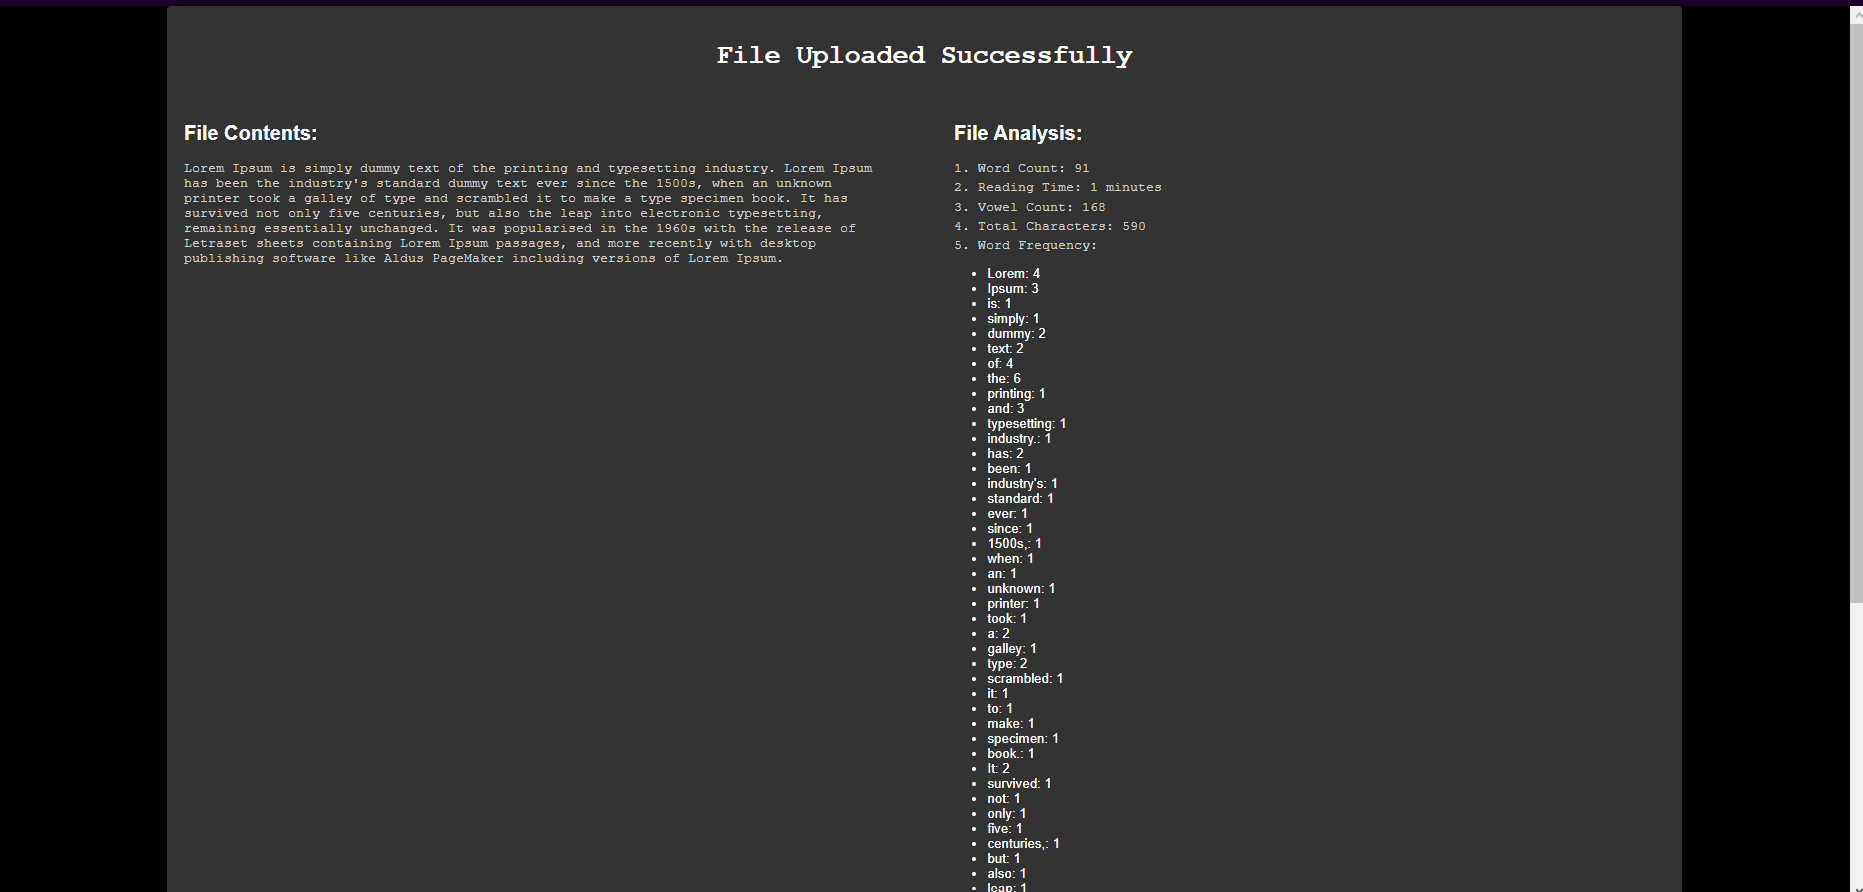 File Uploaded Successfully
File Contents:
Lorem Ipsum is simply dummy text of the printing and typesetting industry. Lorem Ipsum
has been the industry's standard dummy text ever since the 1500s, when an unknown
printer took a galley of type and scrambled it to make a type specimen book. It has
survived not only five centuries, but also the leap into electronic typesetting,
remaining essentially unchanged. It was popularised in the 1960s with the release of
Letraset sheets containing Lorem Ipsum passages, and more recently with desktop
publishing software like Aldus PageMaker including versions of Lorem Ipsum.
File Analysis:
1. Word Count: 91
2. Reading Time: 1 minutes
3. Vowel Count: 168
4. Total Characters: 590
5. Word Frequency:
• Lorem: 4
• Ipsum: 3
• is: 1
• simply: 1
• dummy: 2
• text: 2
• of: 4
• the: 6
• printing: 1
• and: 3
• typesetting: 1
• industry.: 1
• has: 2
• been: 1
• industry's: 1
• standard: 1
• ever: 1
• since: 1
• 1500s,: 1
• when: 1
• an: 1
• unknown: 1
• printer: 1
• took: 1
• a: 2
• galley: 1
• type: 2
• scrambled: 1
• it: 1
• to: 1
• make: 1
• specimen: 1
• book.: 1
• It: 2
• survived: 1
• not: 1
• only: 1
• five: 1
• centuries,: 1
• but: 1
• also: 1
• leap: 1